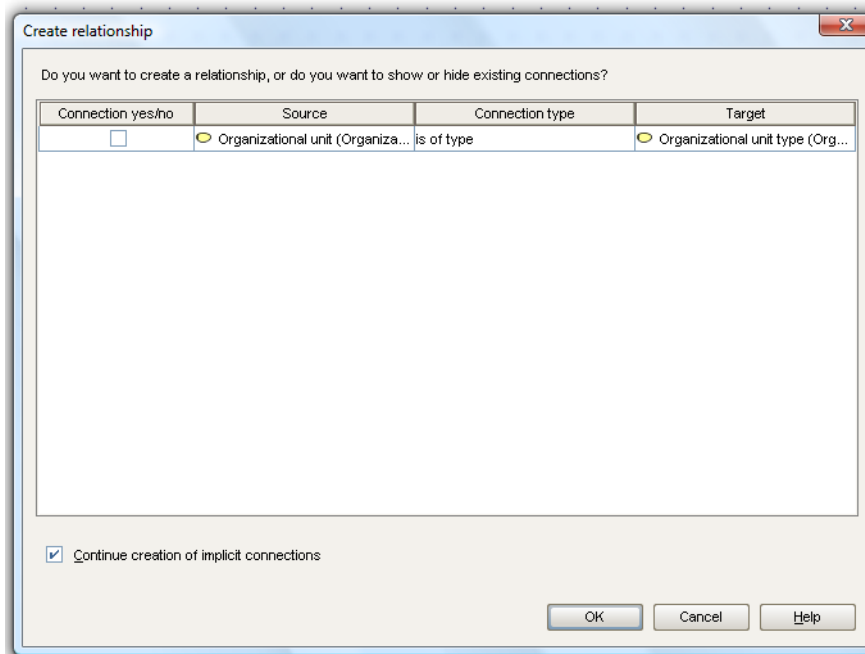 Create relationship
Do you want to create a relationship, or do you want to show or hide existing connections?
Connection yes/no Source Connection type Target
Organizational unit (Organiza... is of type Organizational unit type (Org...
Continue creation of implicit connections
OK Cancel Help